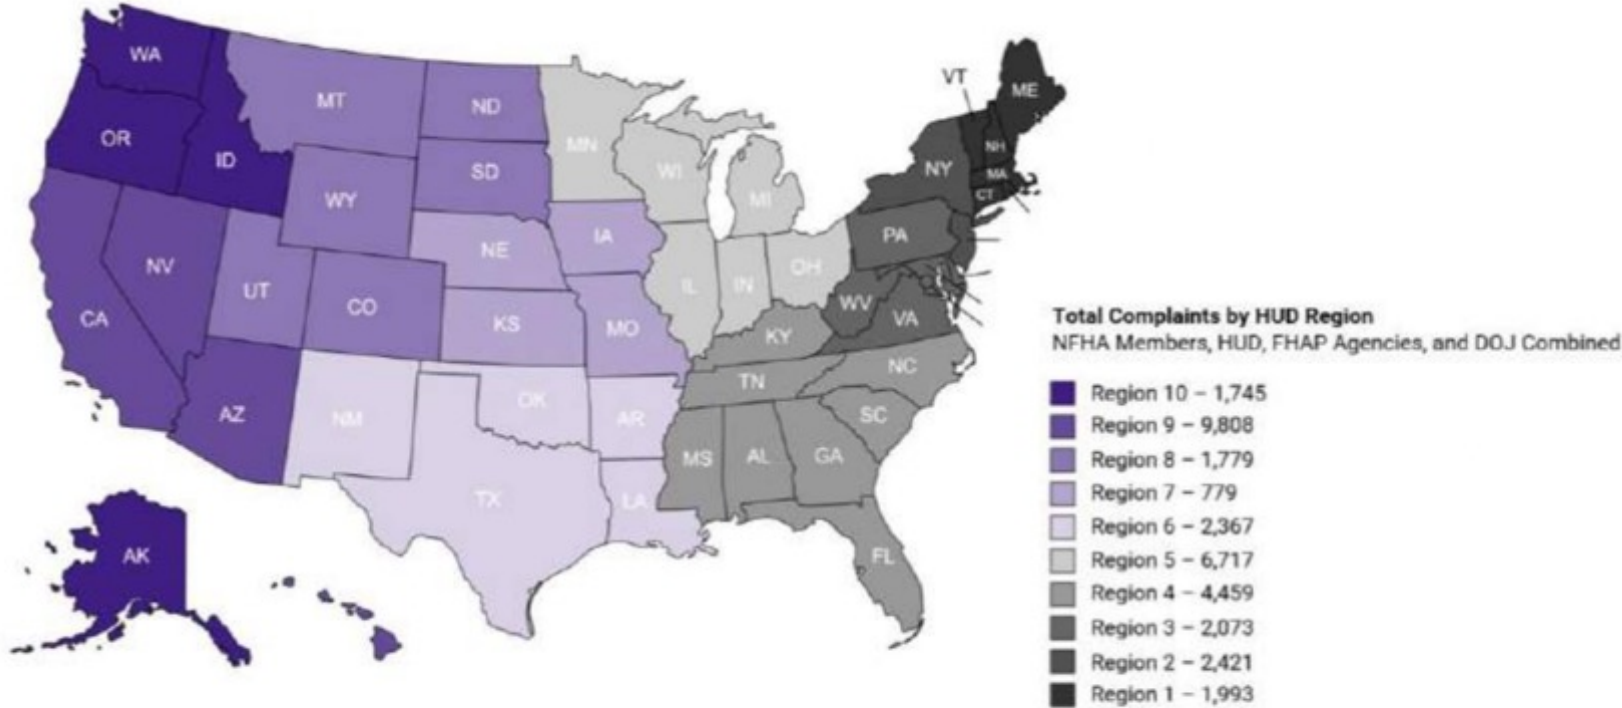 WA
MT
ND
MN
VT
ME
OR
ID
SD
WI
MI
NY
NH
MA
CT
WY
NE
IA
PA
NV
UT
CO
IL
IN
OH
WV
VA
CA
KS
MO
KY
NC
AZ
NM
OK
AR
TN
SC
TX
LA
MS
AL
GA
AK
FL
Total Complaints by HUD Region
NFHA Members, HUD, FHAP Agencies, and DOJ Combined
Region 10 – 1,745
Region 9 – 9,808
Region 8 – 1,779
Region 7 – 779
Region 6 – 2,367
Region 5 – 6,717
Region 4 – 4,459
Region 3 – 2,073
Region 2 – 2,421
Region 1 – 1,993